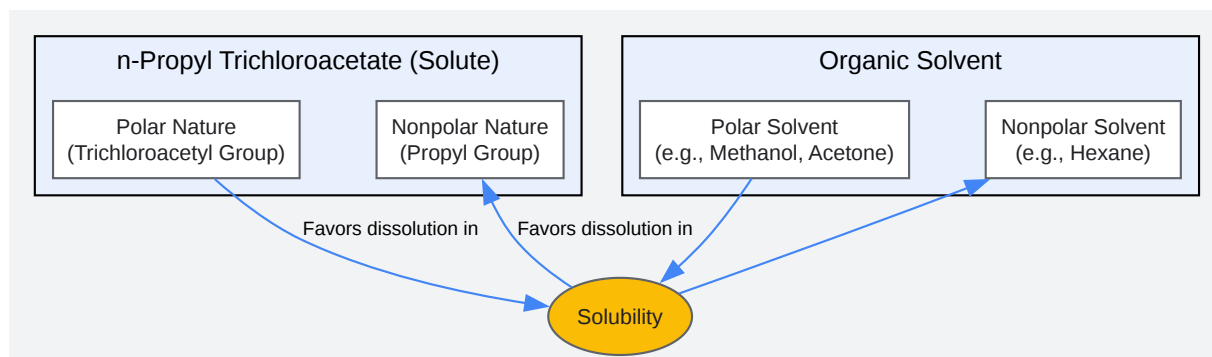 n-Propyl Trichloroacetate (Solute)
Polar Nature
(Trichloroacetyl Group)
Nonpolar Nature
(Propyl Group)
Organic Solvent
Polar Solvent
(e.g., Methanol, Acetone)
Nonpolar Solvent
(e.g., Hexane)
Favors dissolution in
Favors dissolution in
Solubility